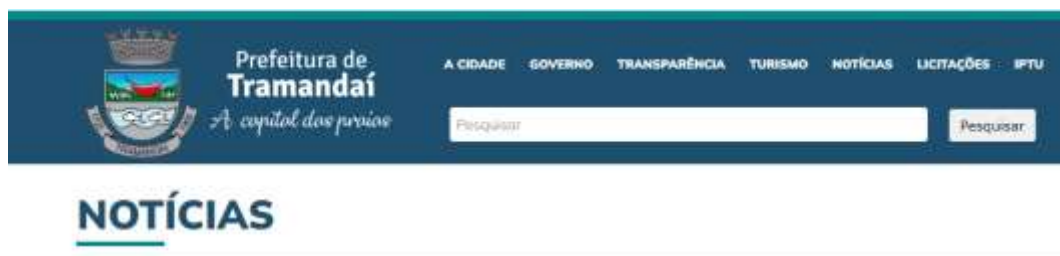 Prefeitura de
Tramandaí
A capital das praias
A CIDADE GOVERNO TRANSPARÊNCIA TURISMO NOTÍCIAS LICITAÇÕES IPTU
Pesquisar Pesquisar
NOTÍCIAS